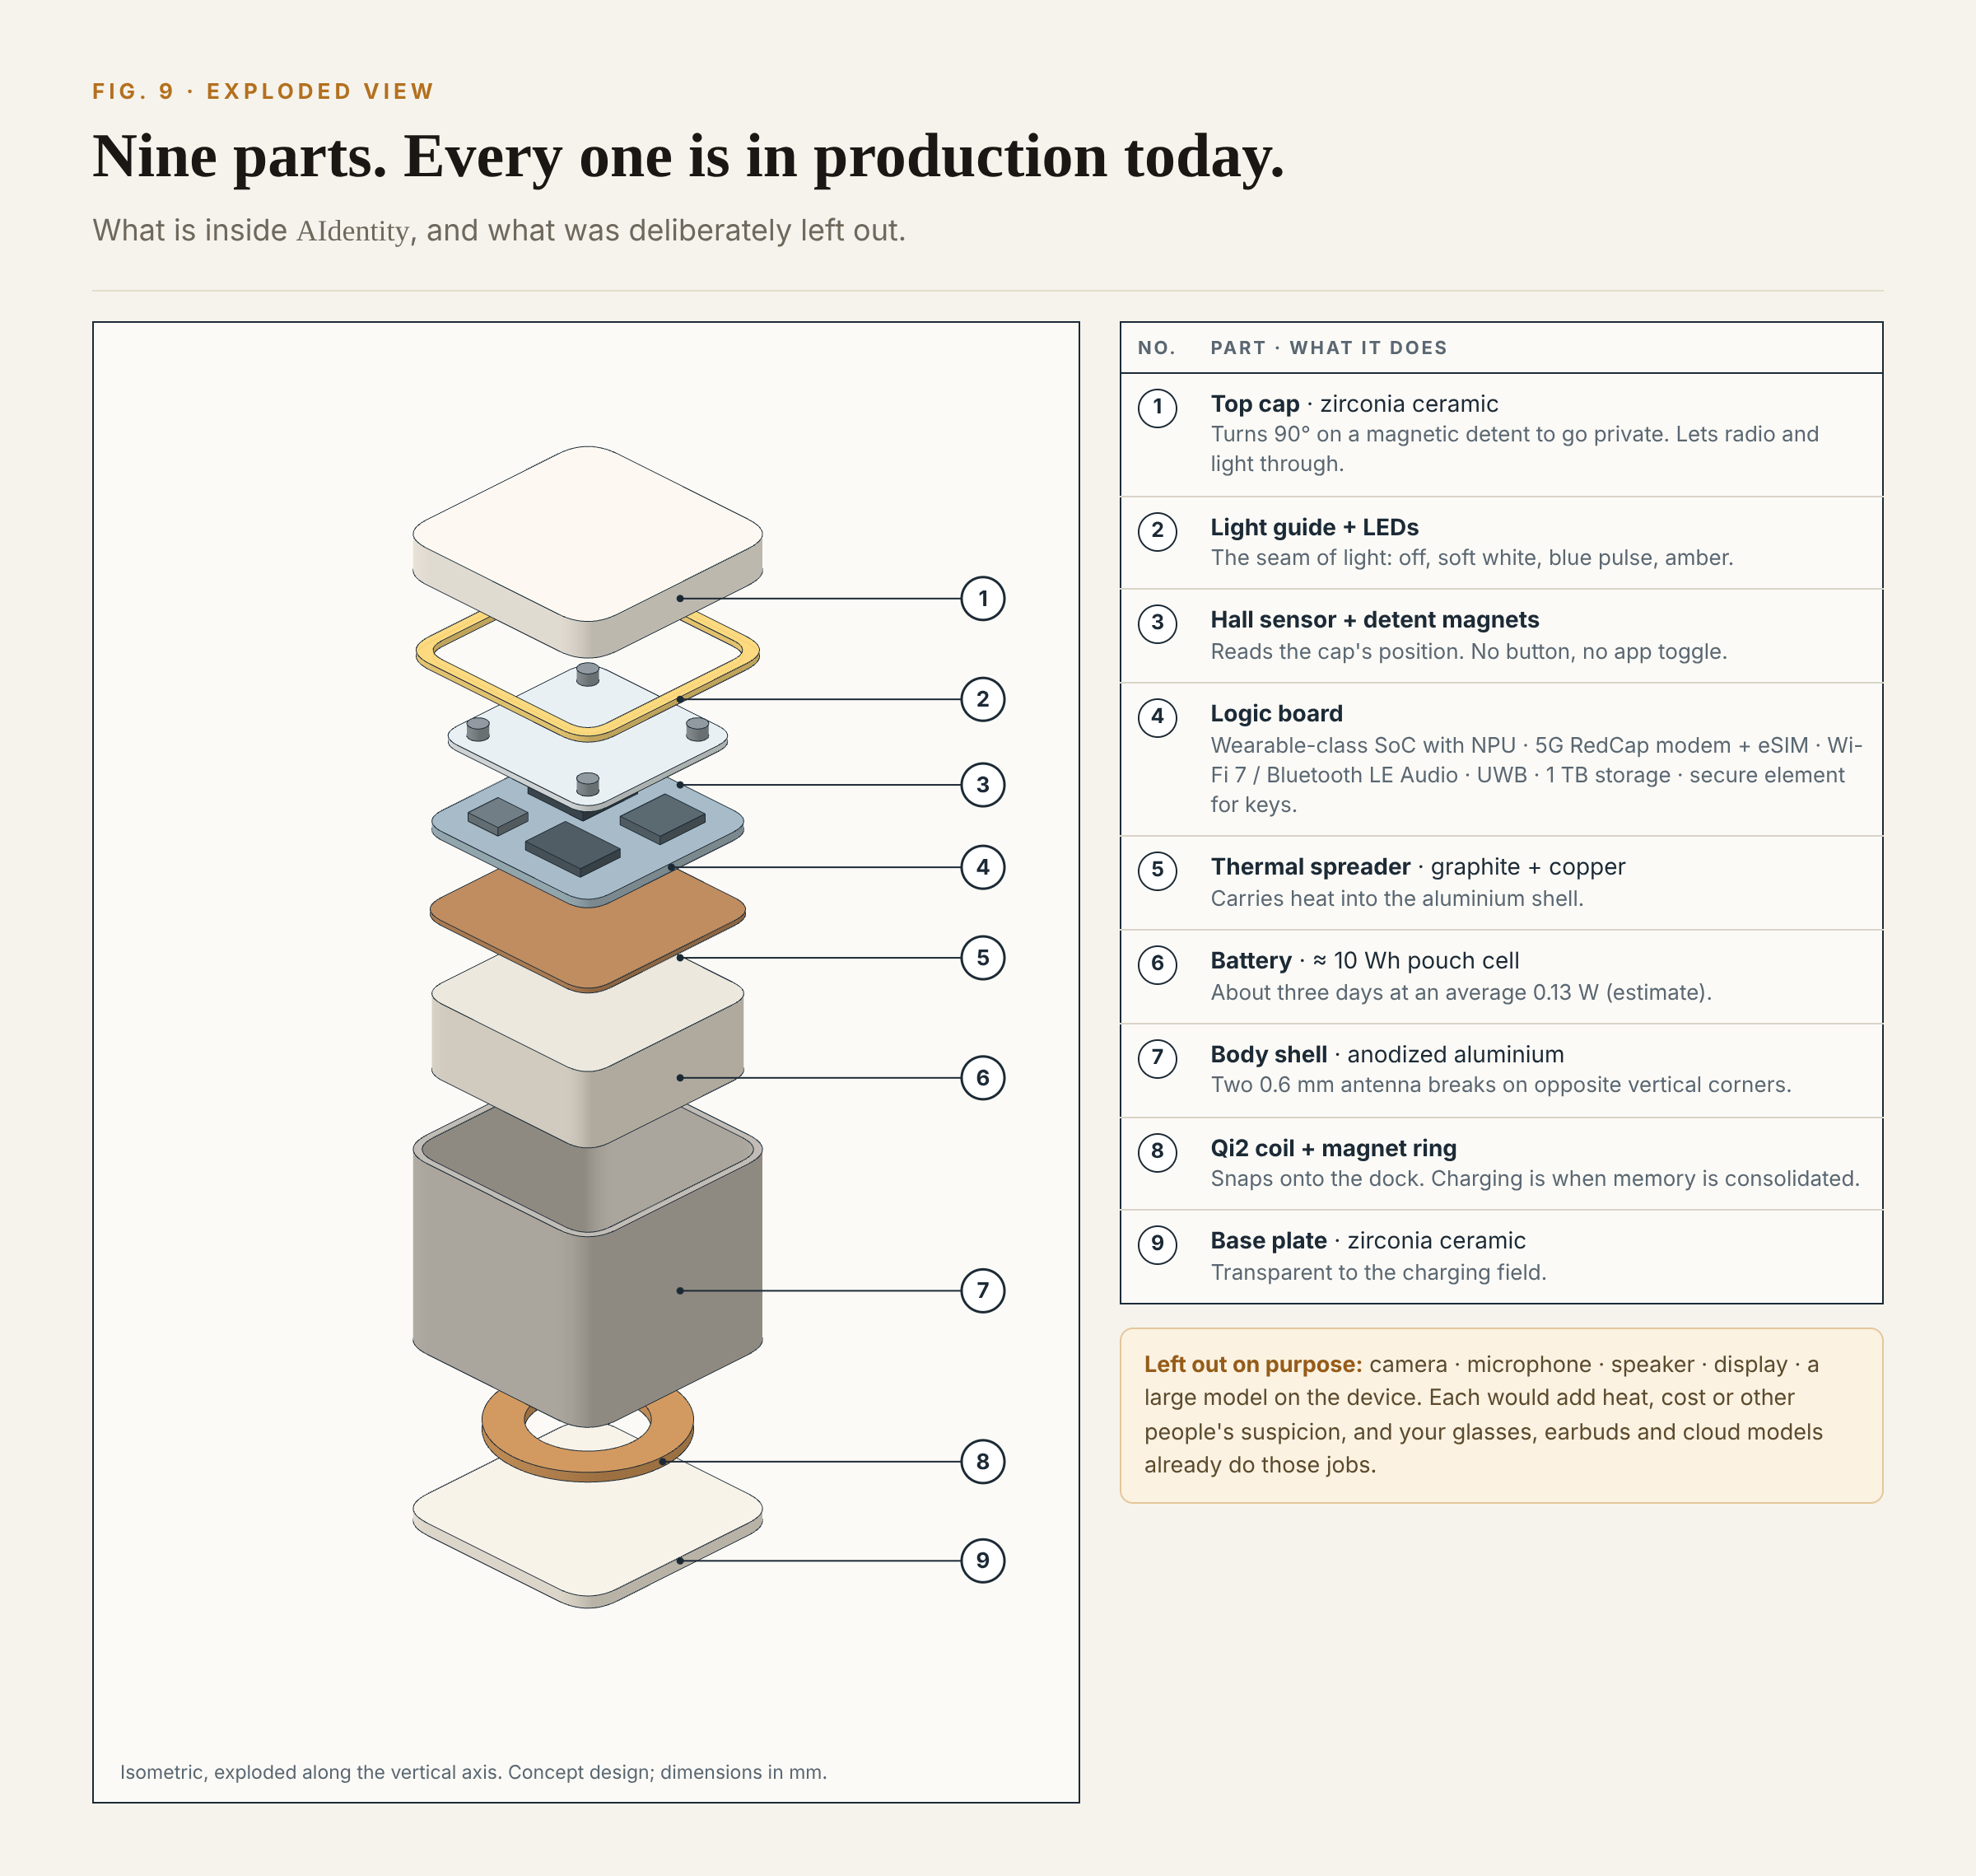 FIG. 9 · EXPLODED VIEW
Nine parts. Every one is in production today.
What is inside AIdentity, and what was deliberately left out.
1
2
3
4
5
6
7
8
9
Isometric, exploded along the vertical axis. Concept design; dimensions in mm.
NO. PART · WHAT IT DOES
1 Top cap · zirconia ceramic
Turns 90° on a magnetic detent to go private. Lets radio and
light through.
2 Light guide + LEDs
The seam of light: off, soft white, blue pulse, amber.
3 Hall sensor + detent magnets
Reads the cap's position. No button, no app toggle.
4 Logic board
Wearable-class SoC with NPU · 5G RedCap modem + eSIM · Wi-
Fi 7 / Bluetooth LE Audio · UWB · 1 TB storage · secure element
for keys.
5 Thermal spreader · graphite + copper
Carries heat into the aluminium shell.
6 Battery · ≈ 10 Wh pouch cell
About three days at an average 0.13 W (estimate).
7 Body shell · anodized aluminium
Two 0.6 mm antenna breaks on opposite vertical corners.
8 Qi2 coil + magnet ring
Snaps onto the dock. Charging is when memory is consolidated.
9 Base plate · zirconia ceramic
Transparent to the charging field.
Left out on purpose: camera · microphone · speaker · display · a
large model on the device. Each would add heat, cost or other
people's suspicion, and your glasses, earbuds and cloud models
already do those jobs.